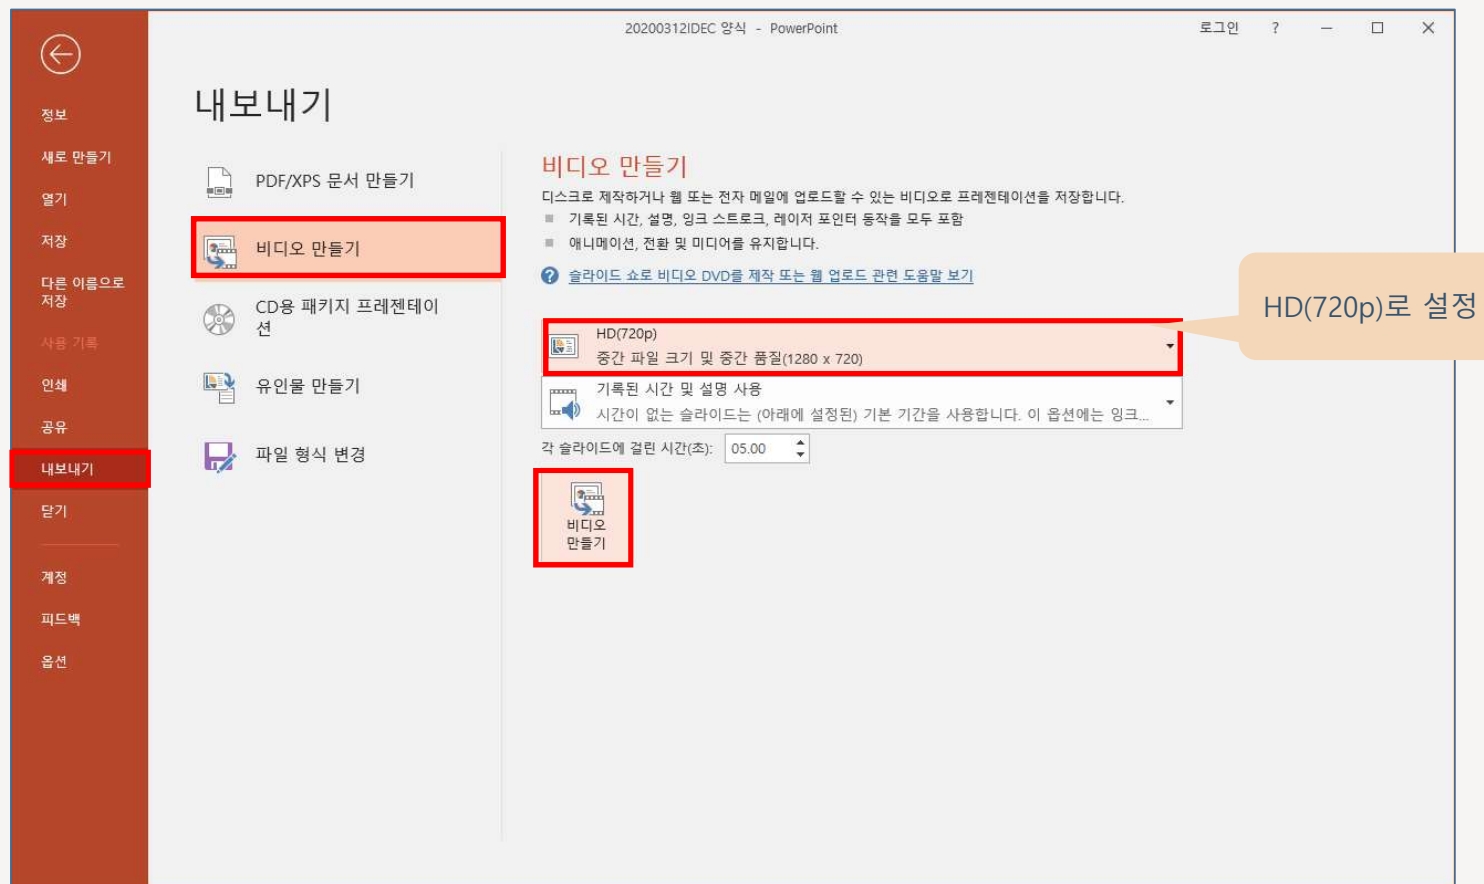 20200312IDEC 양식 - PowerPoint
로그인 ?
정보
새로 만들기
열기
저장
다른 이름으로
저장
사용 기록
인쇄
공유
내보내기
닫기
계정
피드백
옵션
내보내기
PDF/XPS 문서 만들기
비디오 만들기
CD용 패키지 프레젠테이
션
유인물 만들기
파일 형식 변경
비디오 만들기
디스크로 제작하거나 웹 또는 전자 메일에 업로드할 수 있는 비디오로 프레젠테이션을 저장합니다.
기록된 시간, 설명, 잉크 스트로크, 레이저 포인터 동작을 모두 포함
애니메이션, 전환 및 미디어를 유지합니다.
슬라이드 쇼로 비디오 DVD를 제작 또는 웹 업로드 관련 도움말 보기
HD(720p)
중간 파일 크기 및 중간 품질(1280 x 720)
기록된 시간 및 설명 사용
시간이 없는 슬라이드는 (아래에 설정된) 기본 기간을 사용합니다. 이 옵션에는 잉크...
각 슬라이드에 걸린 시간(초): 05.00
비디오
만들기
HD(720p)로 설정